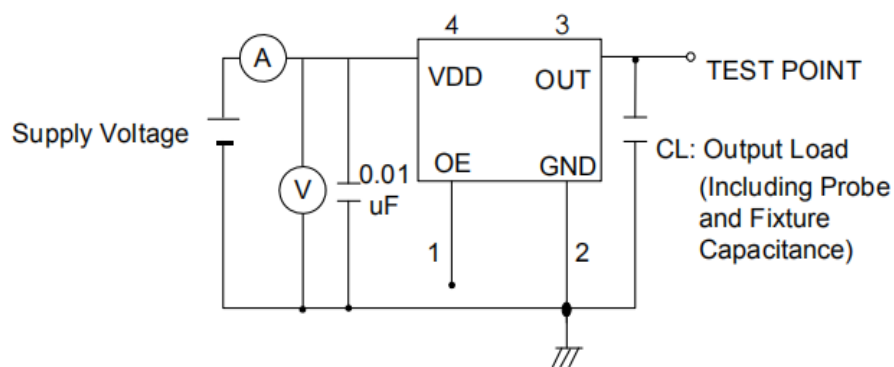 4
3
A
VDD
OUT
TEST POINT
Supply Voltage
V
0.01
uF
OE
GND
CL: Output Load
(Including Probe
and Fixture
Capacitance)
1
2